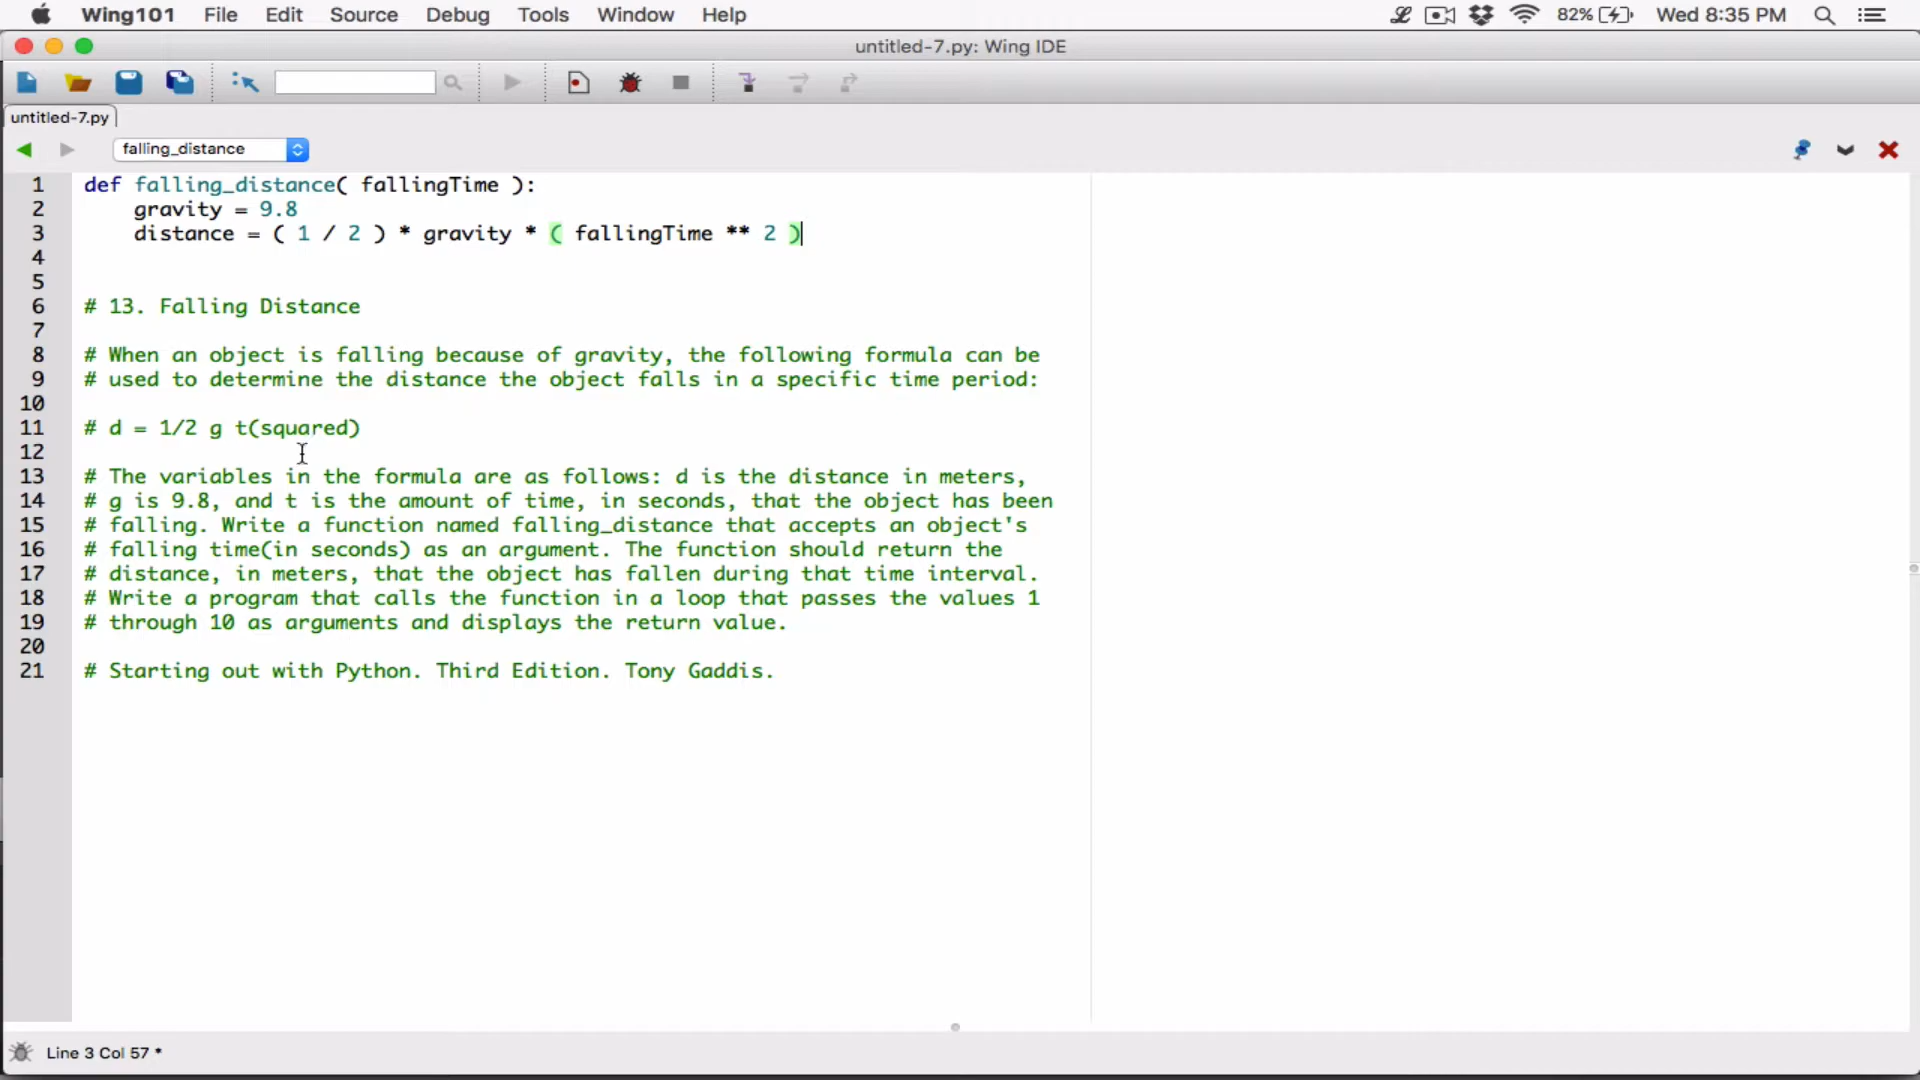 Wing101 File Edit Source Debug Tools Window Help 82% Wed 8:35 PM
untitled-7.py: Wing IDE
untitled-7.py
falling_distance
1 def falling_distance( fallingTime ):
2 gravity = 9.8
3 distance = ( 1 / 2 ) * gravity * ( fallingTime ** 2 )
4
5
6 # 13. Falling Distance
7
8 # When an object is falling because of gravity, the following formula can be
9 # used to determine the distance the object falls in a specific time period:
10
11 # d = 1/2 g t(squared)
12
13 # The variables in the formula are as follows: d is the distance in meters,
14 # g is 9.8, and t is the amount of time, in seconds, that the object has been
15 # falling. Write a function named falling_distance that accepts an object's
16 # falling time(in seconds) as an argument. The function should return the
17 # distance, in meters, that the object has fallen during that time interval.
18 # Write a program that calls the function in a loop that passes the values 1
19 # through 10 as arguments and displays the return value.
20
21 # Starting out with Python. Third Edition. Tony Gaddis.
Line 3 Col 57 *